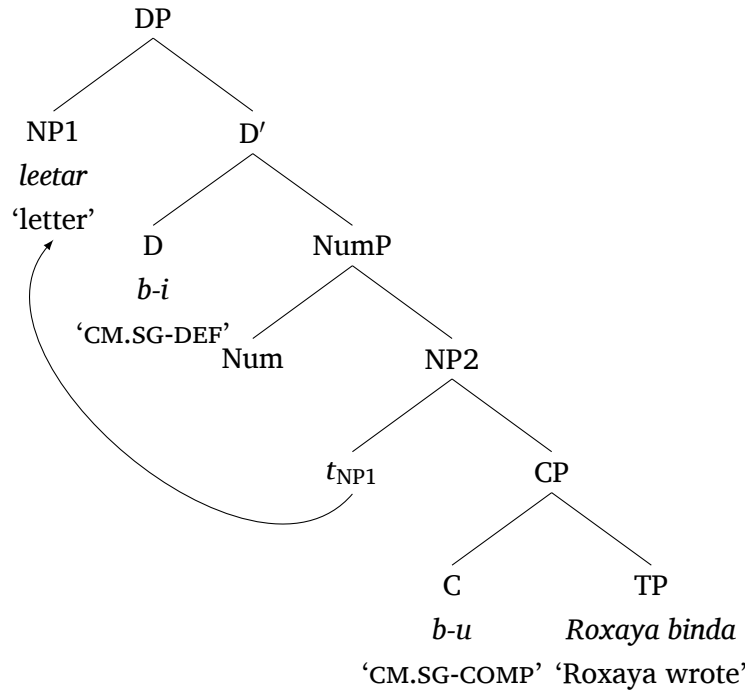 DP
NP1 D′
leetar
‘letter’
D NumP
b-i
‘CM.SG-DEF’
Num NP2
tNP1 CP
C TP
b-u Roxaya binda
‘CM.SG-COMP’ ‘Roxaya wrote’